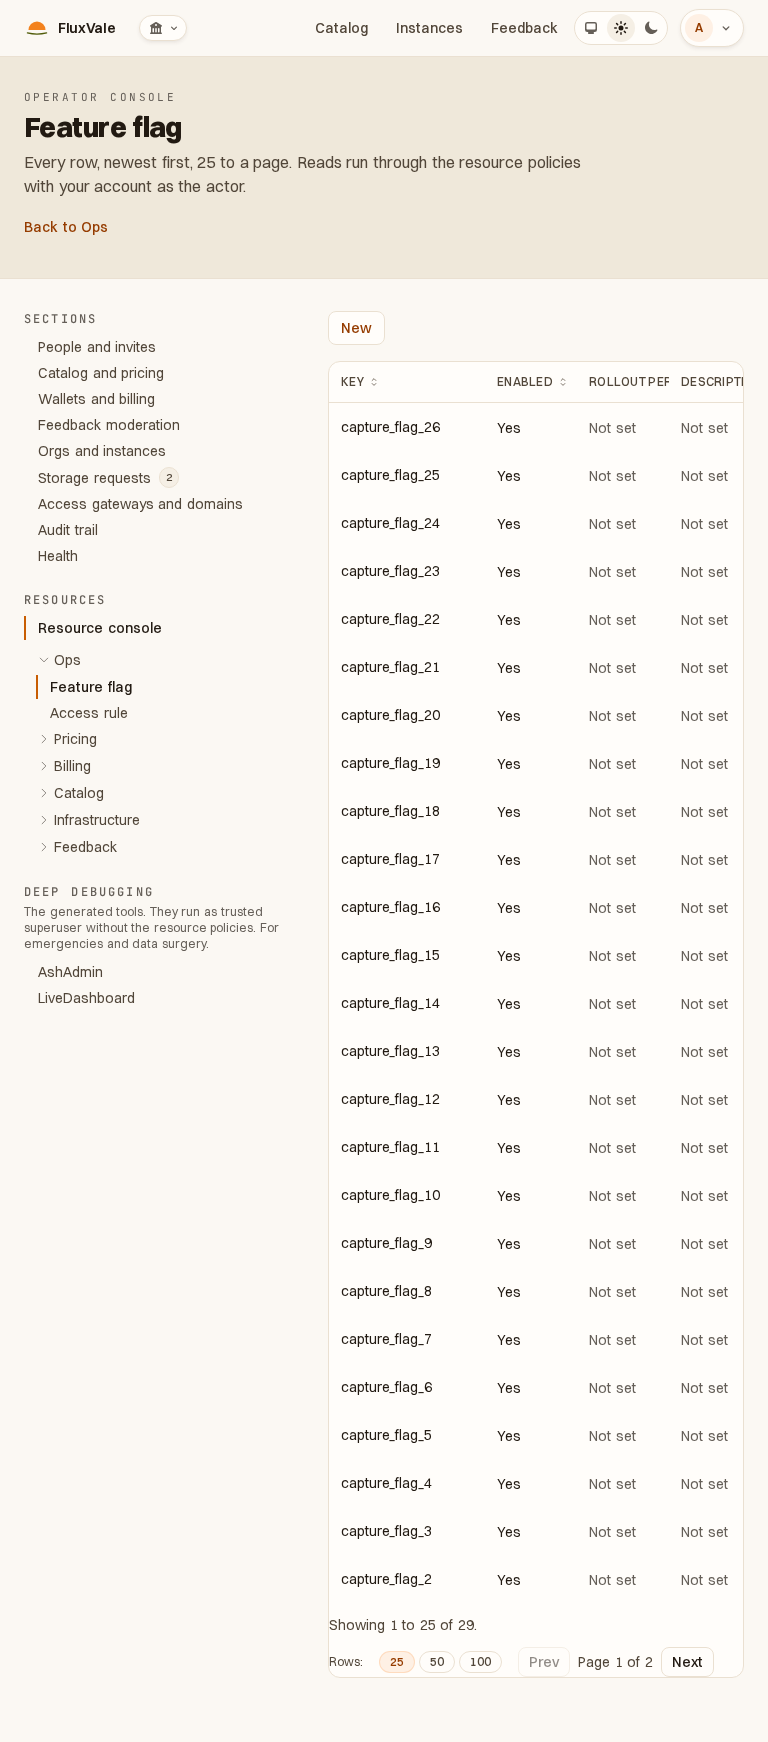 FluxVale
Catalog
Instances
Feedback
A
OPERATOR CONSOLE
Feature flag
Every row, newest first, 25 to a page. Reads run through the resource policies
with your account as the actor.
Back to Ops
SECTIONS
People and invites
Catalog and pricing
Wallets and billing
Feedback moderation
Orgs and instances
Storage requests 2
Access gateways and domains
Audit trail
Health
RESOURCES
Resource console
Ops
Feature flag
Access rule
Pricing
Billing
Catalog
Infrastructure
Feedback
DEEP DEBUGGING
The generated tools. They run as trusted
superuser without the resource policies. For
emergencies and data surgery.
AshAdmin
LiveDashboard
New
KEY ENABLED ROLLOUT PER DESCRIPTI
capture_flag_26 Yes Not set Not set
capture_flag_25 Yes Not set Not set
capture_flag_24 Yes Not set Not set
capture_flag_23 Yes Not set Not set
capture_flag_22 Yes Not set Not set
capture_flag_21 Yes Not set Not set
capture_flag_20 Yes Not set Not set
capture_flag_19 Yes Not set Not set
capture_flag_18 Yes Not set Not set
capture_flag_17 Yes Not set Not set
capture_flag_16 Yes Not set Not set
capture_flag_15 Yes Not set Not set
capture_flag_14 Yes Not set Not set
capture_flag_13 Yes Not set Not set
capture_flag_12 Yes Not set Not set
capture_flag_11 Yes Not set Not set
capture_flag_10 Yes Not set Not set
capture_flag_9 Yes Not set Not set
capture_flag_8 Yes Not set Not set
capture_flag_7 Yes Not set Not set
capture_flag_6 Yes Not set Not set
capture_flag_5 Yes Not set Not set
capture_flag_4 Yes Not set Not set
capture_flag_3 Yes Not set Not set
capture_flag_2 Yes Not set Not set
Showing 1 to 25 of 29.
Rows: 25 50 100 Prev Page 1 of 2 Next